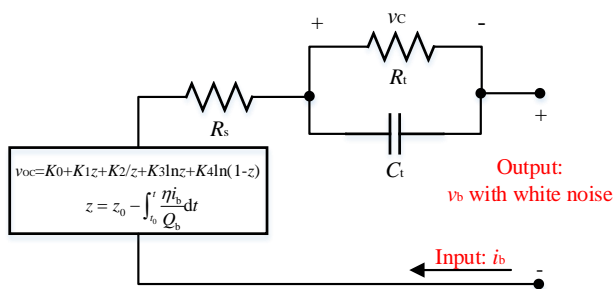 + vC -
Rt
Rs
Ct
+
vOC=K0+K1z+K2/z+K3lnz+K4ln(1-z)
z = z0 − ∫t0t ηib/Qb dt
Output:
vb with white noise
Input: ib
-